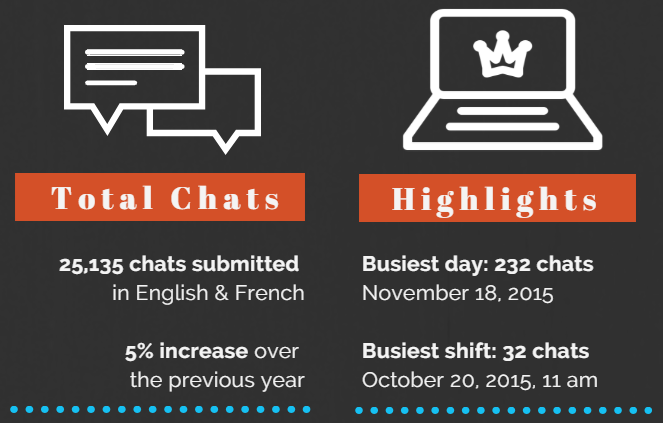 Total Chats
25,135 chats submitted
in English & French
5% increase over
the previous year
Highlights
Busiest day: 232 chats
November 18, 2015
Busiest shift: 32 chats
October 20, 2015, 11 am